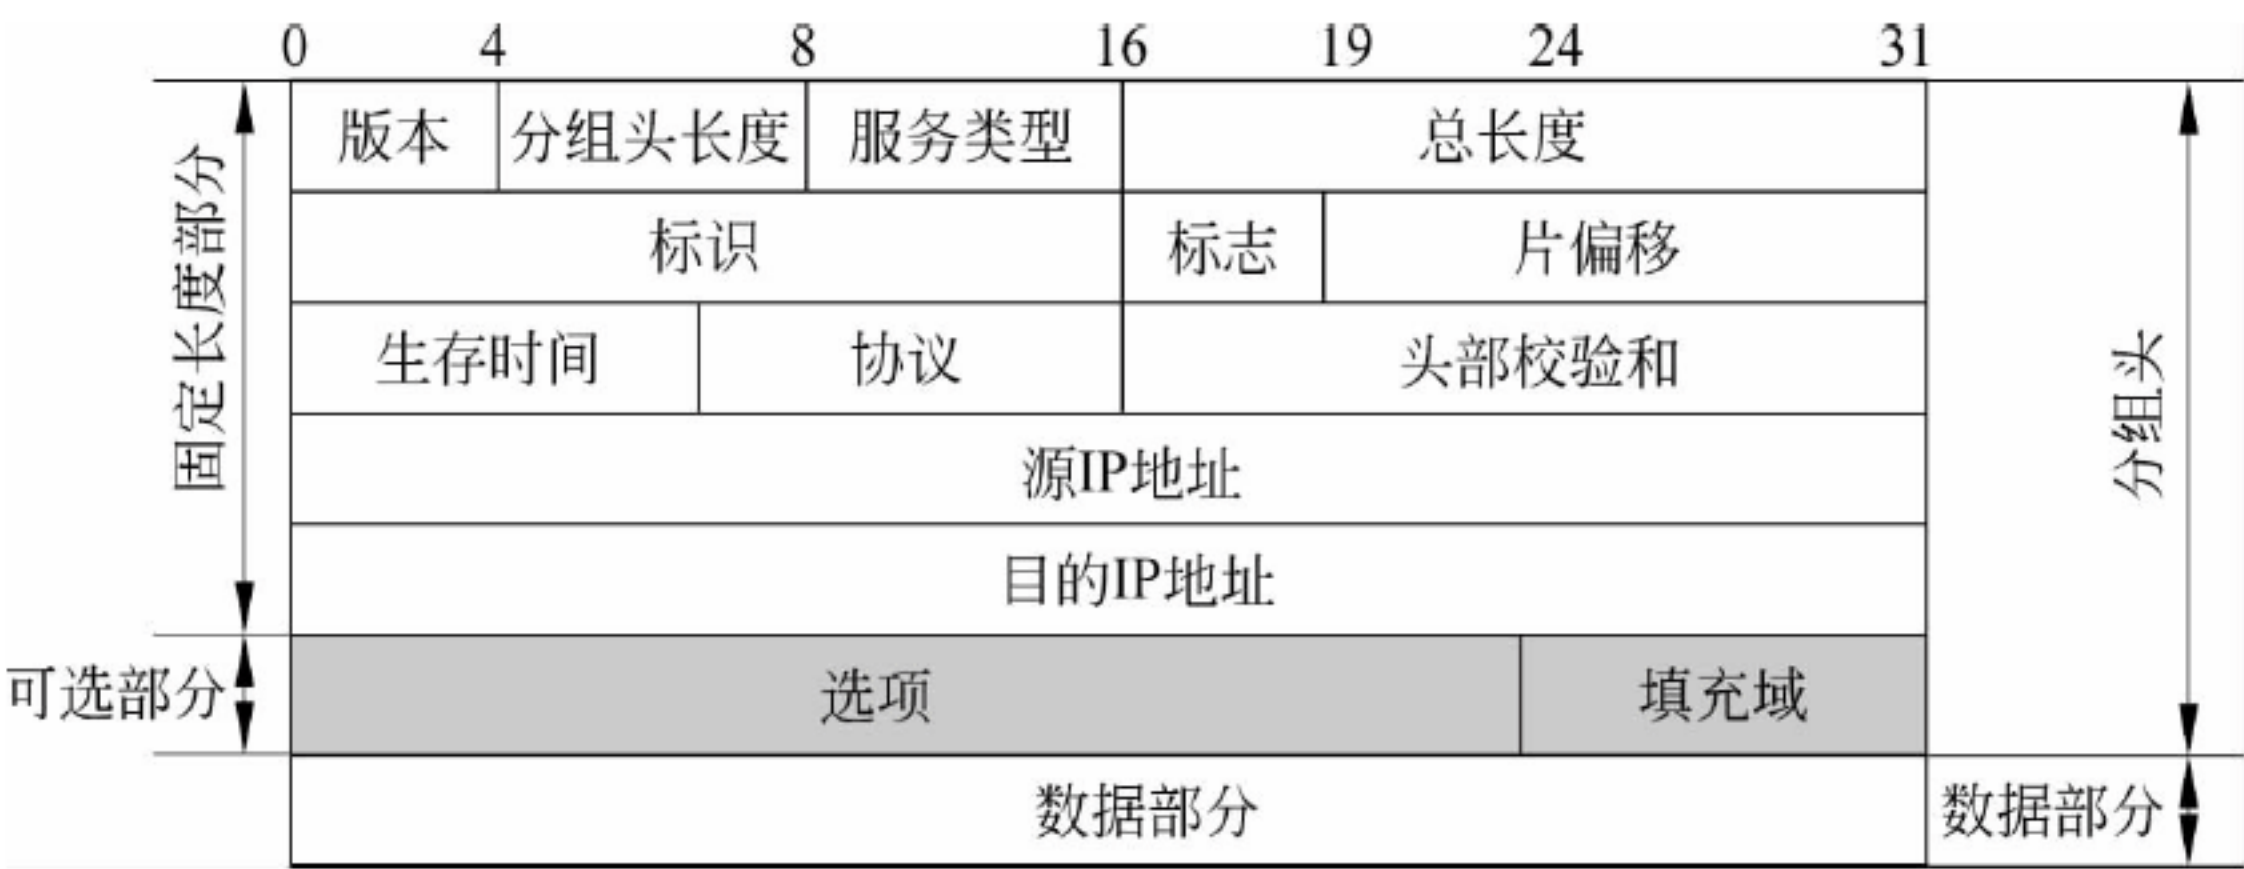 0 4 8 16 19 24 31
版本 分组头长度 服务类型 总长度
标识 标志 片偏移
生存时间 协议 头部校验和
源IP地址
目的IP地址
选项 填充域
数据部分
固定长度部分
可选部分
分组头
数据部分